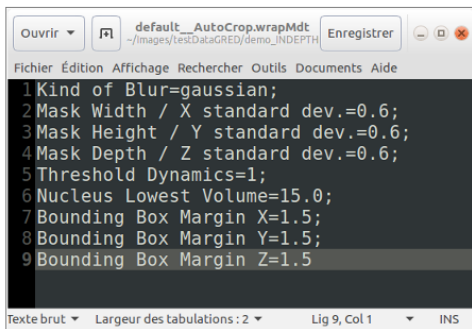 Ouvrir
default__AutoCrop.wrapMdt
~/Images/testDataGRED/demo_INDEPTH
Enregistrer
Fichier Édition Affichage Rechercher Outils Documents Aide
1 Kind of Blur=gaussian;
2 Mask Width / X standard dev.=0.6;
3 Mask Height / Y standard dev.=0.6;
4 Mask Depth / Z standard dev.=0.6;
5 Threshold Dynamics=1;
6 Nucleus Lowest Volume=15.0;
7 Bounding Box Margin X=1.5;
8 Bounding Box Margin Y=1.5;
9 Bounding Box Margin Z=1.5
Texte brut Largeur des tabulations : 2 Lig 9, Col 1 INS